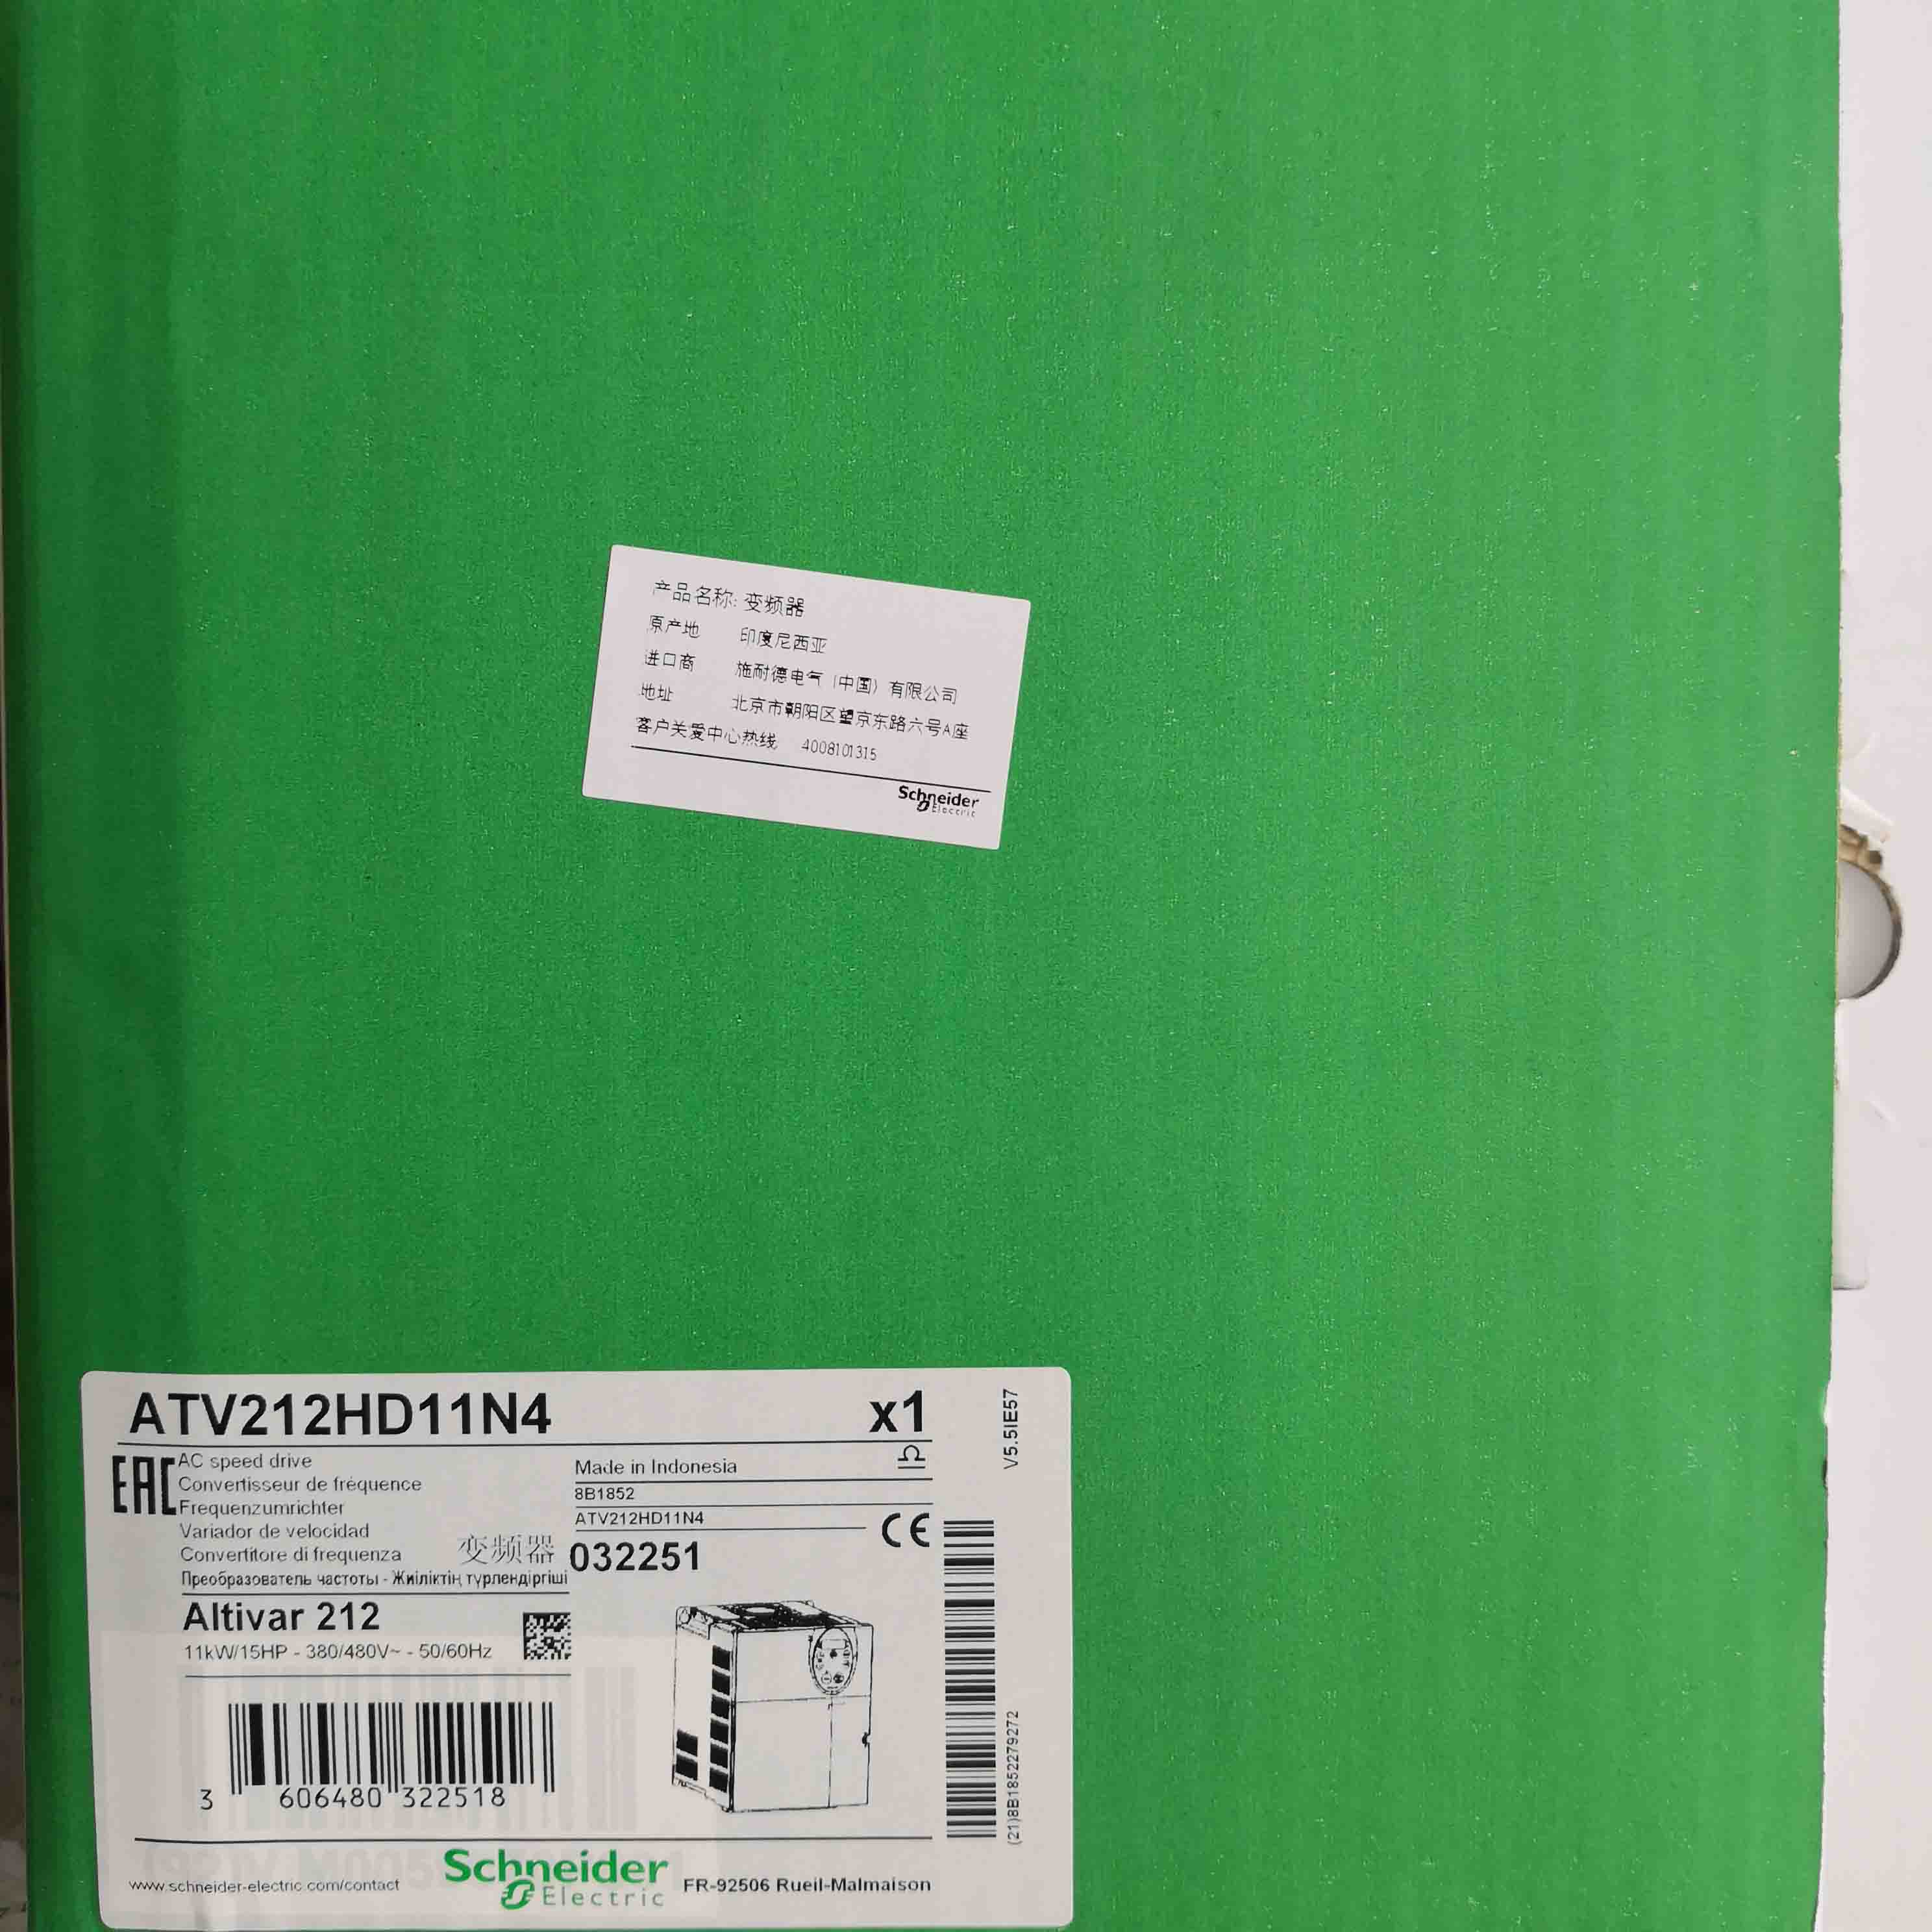 产品名称: 变频器
原产地 印度尼西亚
进口商 施耐德电气（中国）有限公司
地址 北京市朝阳区望京东路六号A座
客户关爱中心热线 4008101315
Schneider
Electric
ATV212HD11N4 x1
EAC
AC speed drive
Convertisseur de fréquence
Frequenzumrichter
Variador de velocidad
Convertitore di frequenza 变频器
Преобразователь частоты - Жиіліктің түрлендіргіші
Made in Indonesia
8B1852
ATV212HD11N4
CE
032251
Altivar 212
11kW/15HP - 380/480V~ - 50/60Hz
3 606480 322518
V5.5IE57
(21)8B1852279272
www.schneider-electric.com/contact
Schneider
Electric
FR-92506 Rueil-Malmaison